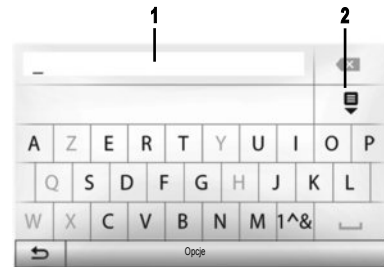 1 2
_
A Z E R T Y U I O P
Q S D F G H J K L
W X C V B N M 1^&
Opcje